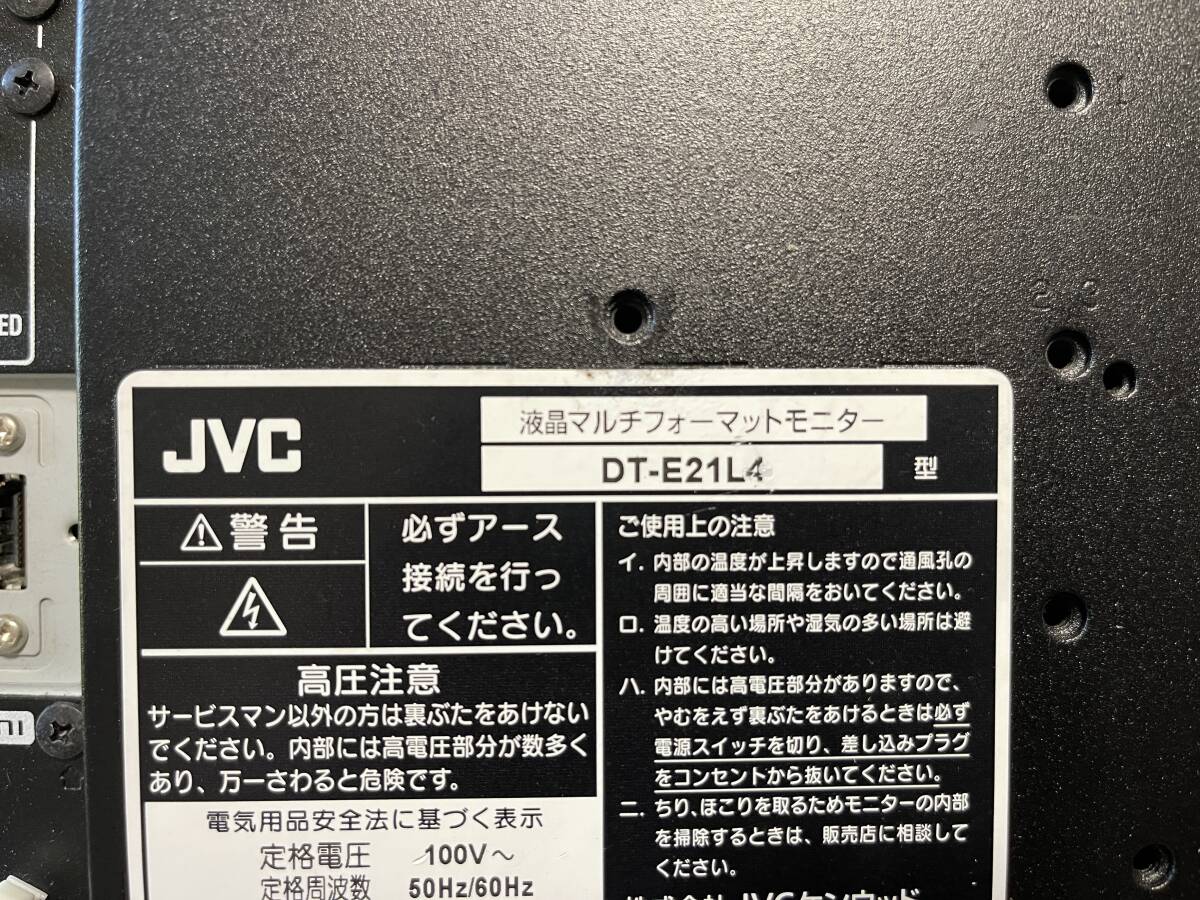 ED
JVC
液晶マルチフォーマットモニター
DT-E21L4
型
警告
必ずアース
接続を行っ
てください。
高圧注意
サービスマン以外の方は裏ぶたをあけない
でください。内部には高電圧部分が数多く
あり、万一さわると危険です。
電気用品安全法に基づく表示
定格電圧 100V～
定格周波数 50Hz/60Hz
ご使用上の注意
イ. 内部の温度が上昇しますので通風孔の
周囲に適当な間隔をおいてください。
ロ. 温度の高い場所や湿気の多い場所は避
けてください。
ハ. 内部には高電圧部分がありますので、
やむをえず裏ぶたをあけるときは必ず
電源スイッチを切り、差し込みプラグ
をコンセントから抜いてください。
ニ. ちり、ほこりを取るためモニターの内部
を掃除するときは、販売店に相談して
ください。
株式会社JVCケンウッド